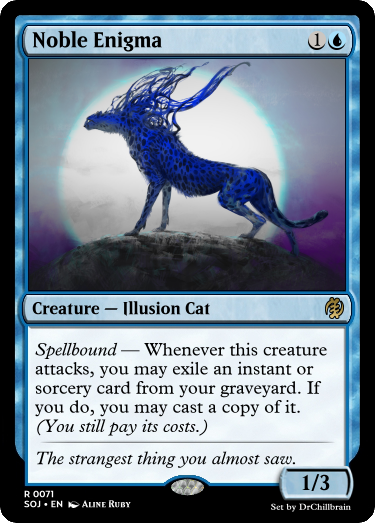 Noble Enigma 1
Creature — Illusion Cat
Spellbound — Whenever this creature
attacks, you may exile an instant or
sorcery card from your graveyard. If
you do, you may cast a copy of it.
(You still pay its costs.)
The strangest thing you almost saw.
1/3
R 0071
SOJ • EN Aline Ruby
Set by DrChillbrain